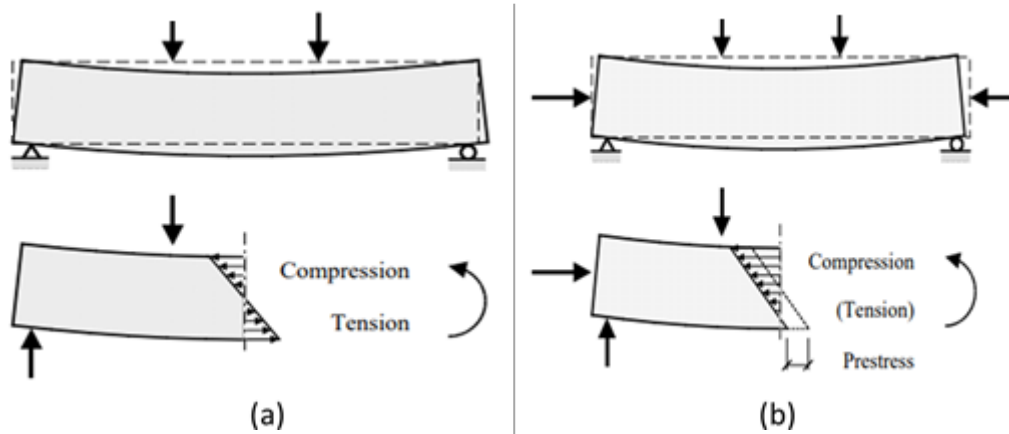 Compression
Tension
(a)
Compression
(Tension)
Prestress
(b)